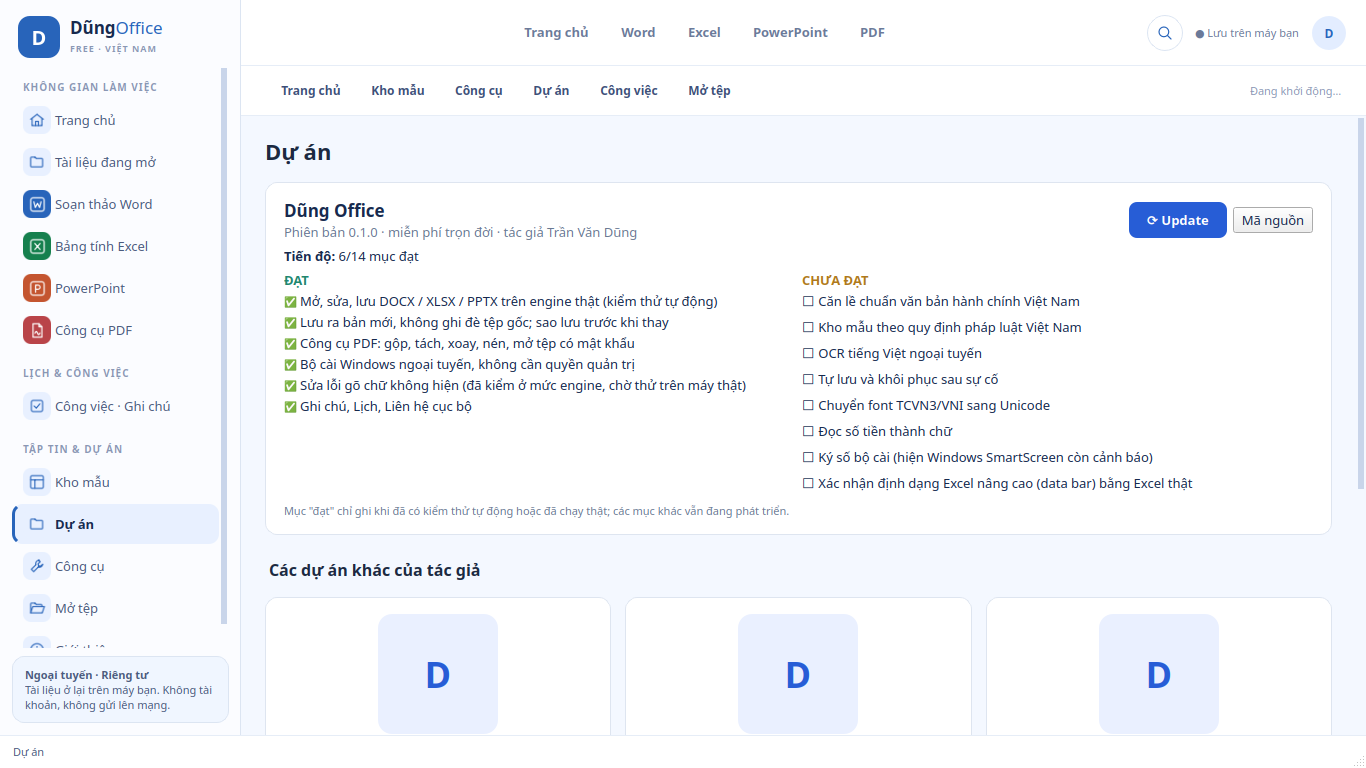 D
DũngOffice
FREE · VIỆT NAM
KHÔNG GIAN LÀM VIỆC
Trang chủ
Tài liệu đang mở
Soạn thảo Word
Bảng tính Excel
PowerPoint
Công cụ PDF
LỊCH & CÔNG VIỆC
Công việc · Ghi chú
TẬP TIN & DỰ ÁN
Kho mẫu
Dự án
Công cụ
Mở tệp
Ngoại tuyến · Riêng tư
Tài liệu ở lại trên máy bạn. Không tài
khoản, không gửi lên mạng.
Trang chủ Word Excel PowerPoint PDF
Lưu trên máy bạn D
Trang chủ Kho mẫu Công cụ Dự án Công việc Mở tệp Đang khởi động...
Dự án
Dũng Office
Phiên bản 0.1.0 · miễn phí trọn đời · tác giả Trần Văn Dũng
⟳ Update Mã nguồn
Tiến độ: 6/14 mục đạt
ĐẠT
✅ Mở, sửa, lưu DOCX / XLSX / PPTX trên engine thật (kiểm thử tự động)
✅ Lưu ra bản mới, không ghi đè tệp gốc; sao lưu trước khi thay
✅ Công cụ PDF: gộp, tách, xoay, nén, mở tệp có mật khẩu
✅ Bộ cài Windows ngoại tuyến, không cần quyền quản trị
✅ Sửa lỗi gõ chữ không hiện (đã kiểm ở mức engine, chờ thử trên máy thật)
✅ Ghi chú, Lịch, Liên hệ cục bộ
CHƯA ĐẠT
☐ Căn lề chuẩn văn bản hành chính Việt Nam
☐ Kho mẫu theo quy định pháp luật Việt Nam
☐ OCR tiếng Việt ngoại tuyến
☐ Tự lưu và khôi phục sau sự cố
☐ Chuyển font TCVN3/VNI sang Unicode
☐ Đọc số tiền thành chữ
☐ Ký số bộ cài (hiện Windows SmartScreen còn cảnh báo)
☐ Xác nhận định dạng Excel nâng cao (data bar) bằng Excel thật
Mục "đạt" chỉ ghi khi đã có kiểm thử tự động hoặc đã chạy thật; các mục khác vẫn đang phát triển.
Các dự án khác của tác giả
D D D
Dự án